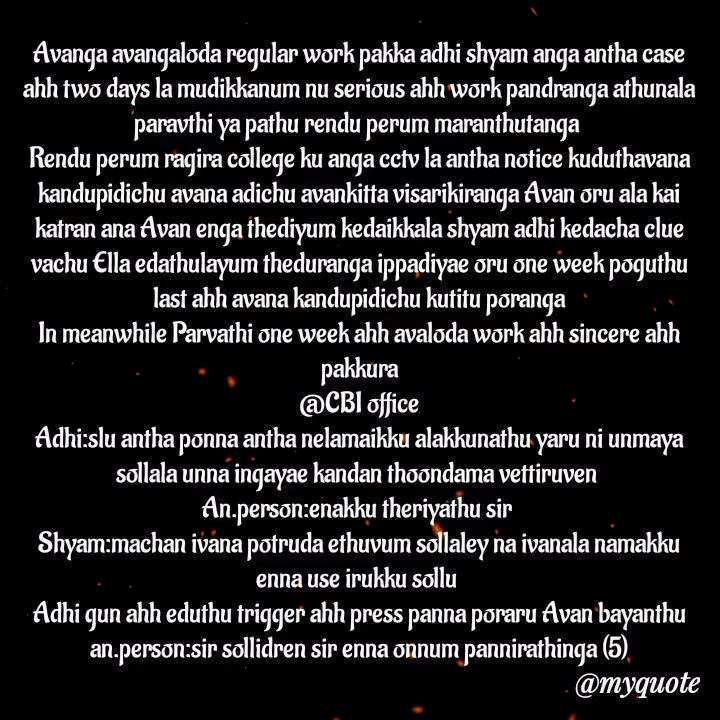 Avanga avangaloda regular work pakka adhi shyam anga antha case
ahh two days la mudikkanum nu serious ahh work pandranga athunala
paravthi ya pathu rendu perum maranthutanga
Rendu perum ragira college ku anga cctv la antha notice kuduthavana
kandupidichu avana adichu avankitta visarikiranga Avan oru ala kai
katran ana Avan enga thediyum kedaikkala shyam adhi kedacha clue
vachu Ella edathulayum theduranga ippadiyae oru one week poguthu
last ahh avana kandupidichu kutitu poranga
In meanwhile Parvathi one week ahh avaloda work ahh sincere ahh
pakkura
@CBI office
Adhi:slu antha ponna antha nelamaikku alakkunathu yaru ni unmaya
sollala unna ingayae kandan thoondama vettiruven
An.person:enakku theriyathu sir
Shyam:machan ivana potruda ethuvum sollaley na ivanala namakku
enna use irukku sollu
Adhi gun ahh eduthu trigger ahh press panna poraru Avan bayanthu
an.person:sir sollidren sir enna onnum pannirathinga (5)
@myquote